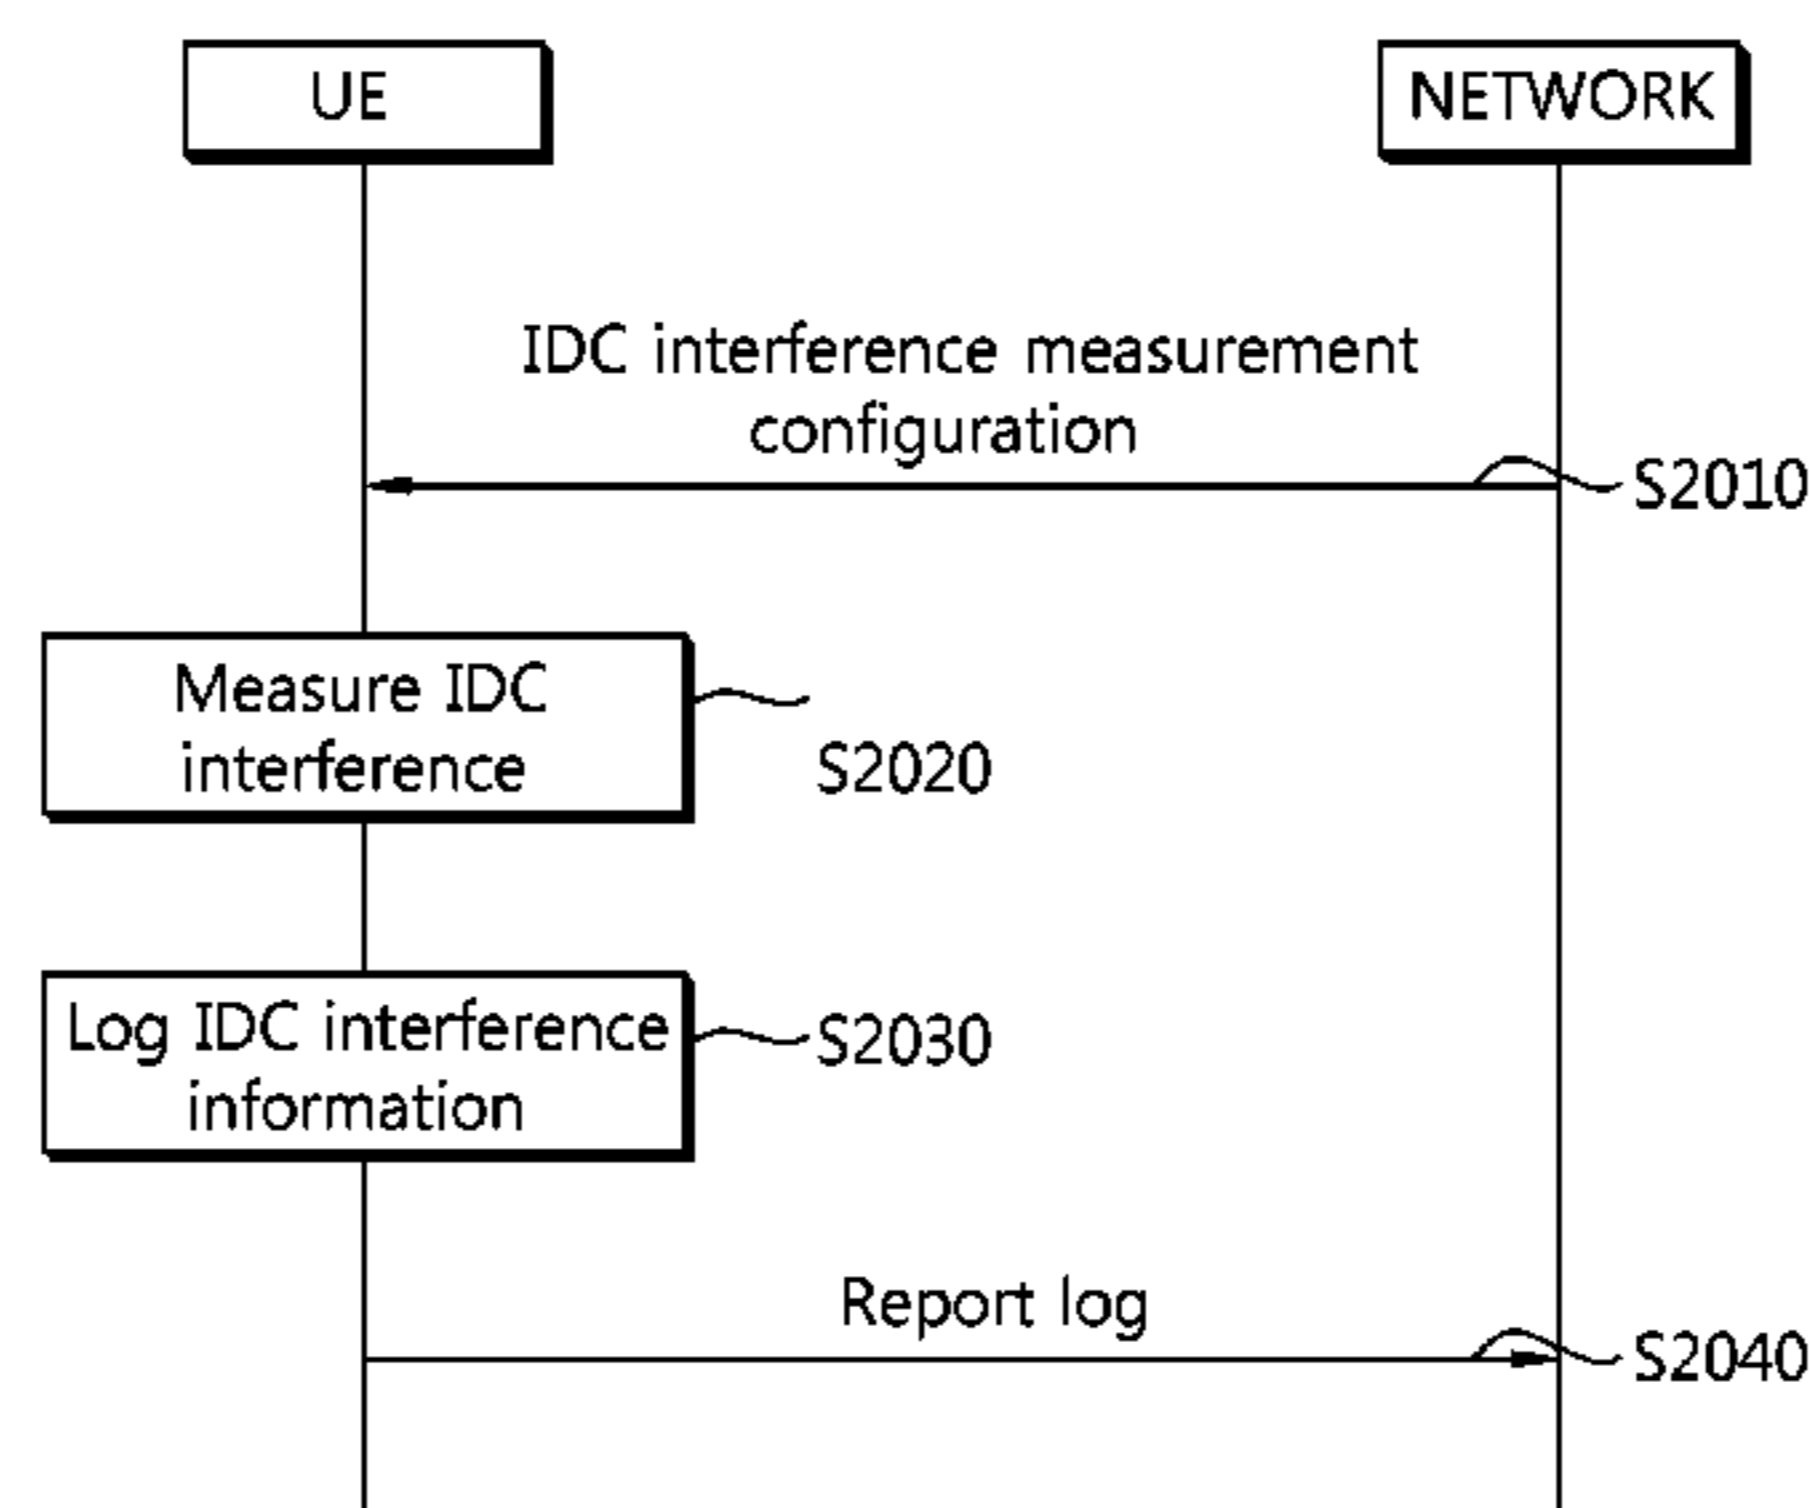 UE
NETWORK
IDC interference measurement
configuration
S2010
Measure IDC
interference
S2020
Log IDC interference
information
S2030
Report log
S2040